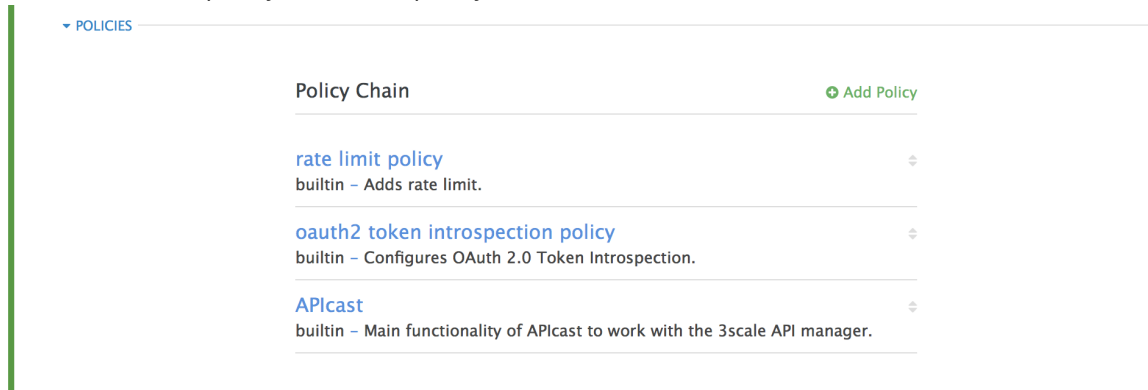 POLICIES
Policy Chain
Add Policy
rate limit policy
builtin – Adds rate limit.
oauth2 token introspection policy
builtin – Configures OAuth 2.0 Token Introspection.
APIcast
builtin – Main functionality of APIcast to work with the 3scale API manager.